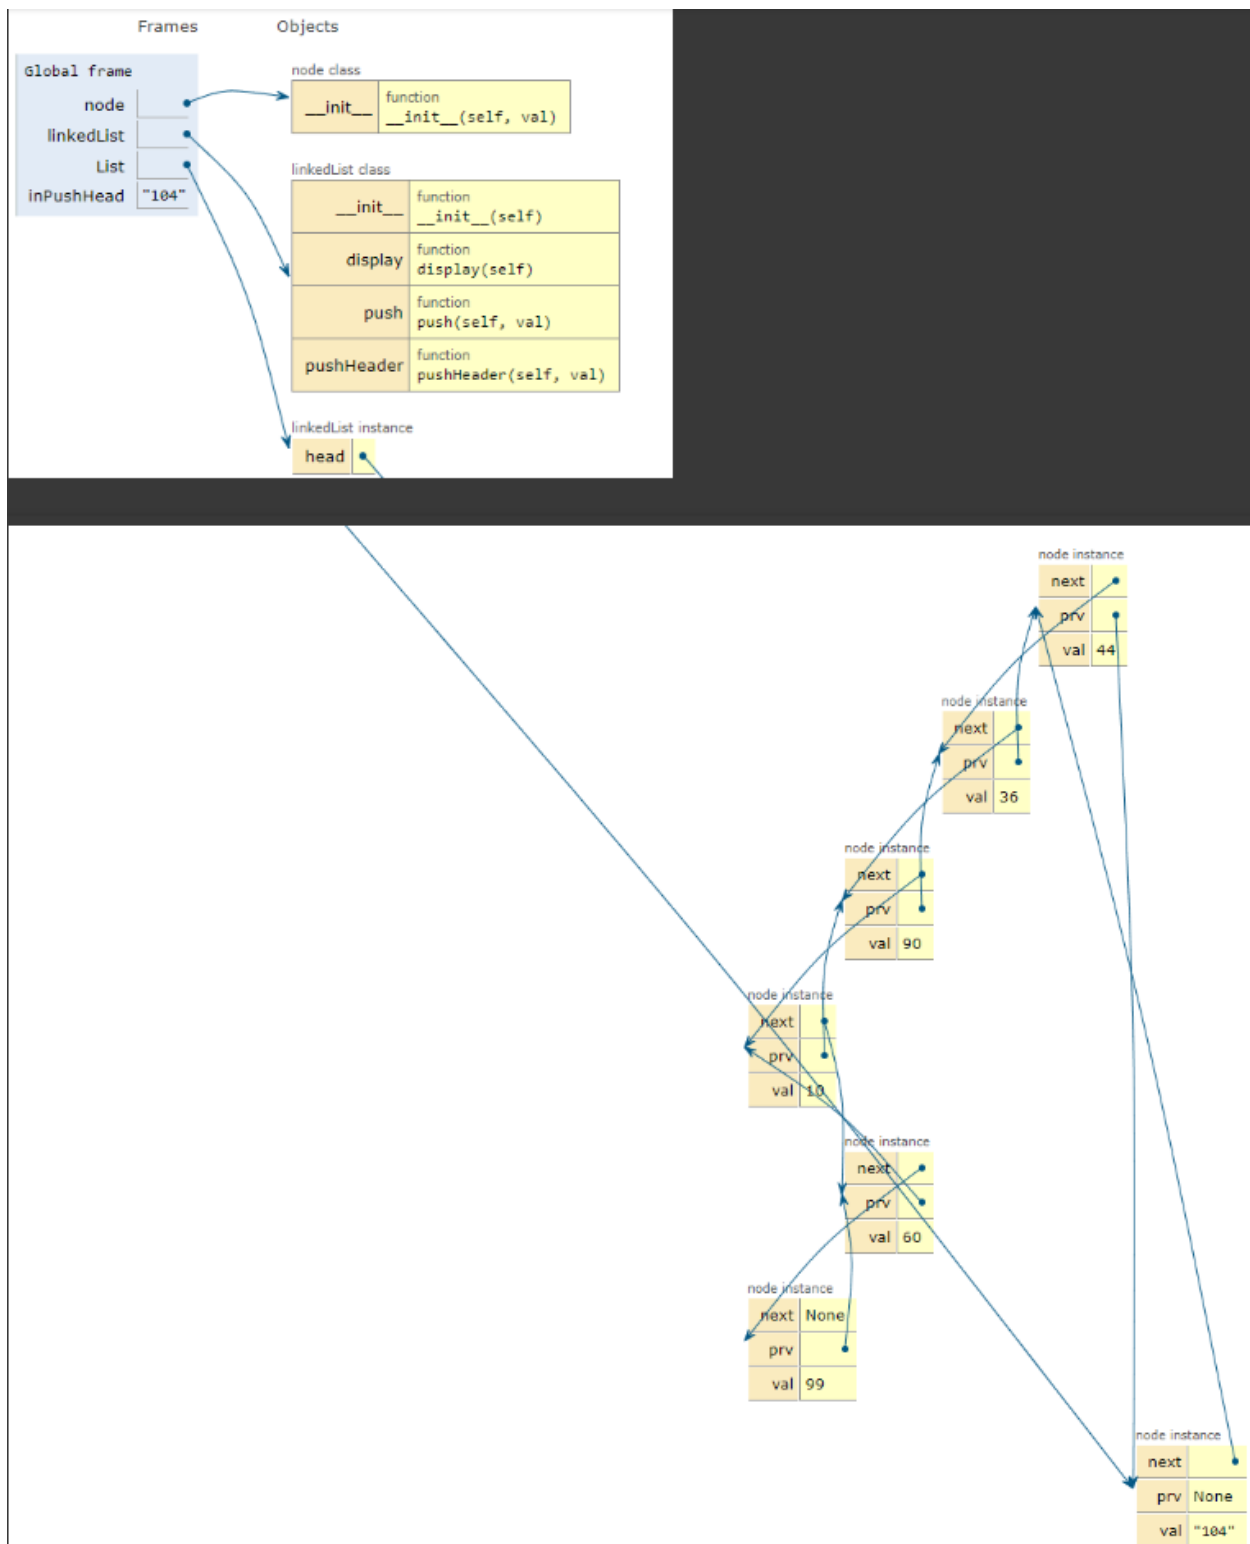 Frames Objects
Global frame
node
linkedList
List
inPushHead "104"
node class
__init__ function
__init__(self, val)
linkedList class
__init__ function
__init__(self)
display function
display(self)
push function
push(self, val)
pushHeader function
pushHeader(self, val)
linkedList instance
head
node instance
next
prv
val 44
node instance
next
prv
val 36
node instance
next
prv
val 90
node instance
next
prv
val 10
node instance
next
prv
val 60
node instance
next None
prv
val 99
node instance
next
prv None
val "104"